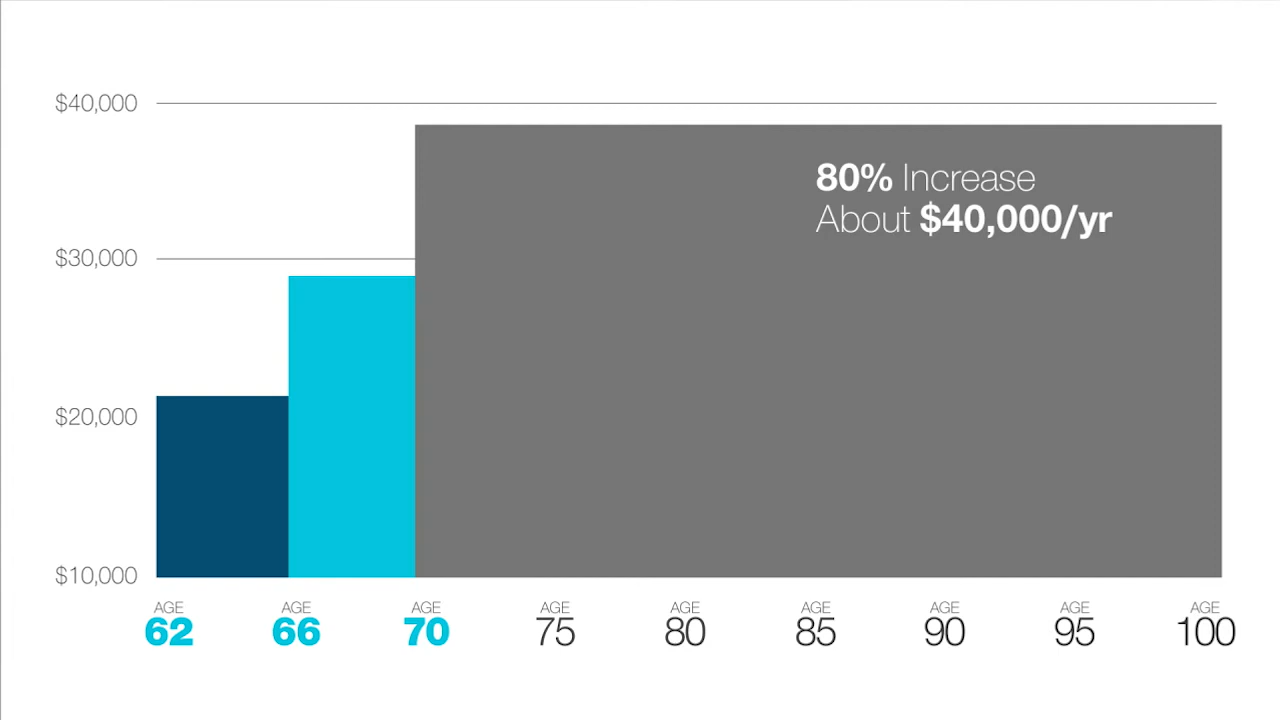 $40,000
80% Increase
About $40,000/yr
$30,000
$20,000
$10,000
AGE AGE AGE AGE AGE AGE AGE AGE AGE
62 66 70 75 80 85 90 95 100